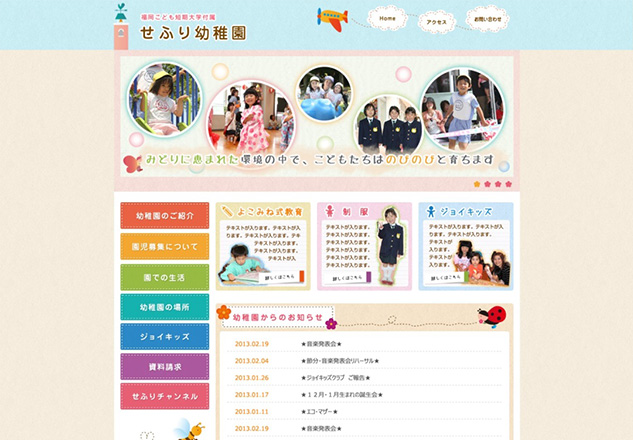 福岡こども短期大学付属
せふり幼稚園
Home
アクセス
お問い合わせ
みどりに恵まれた環境の中で、こどもたちはのびのびと育ちます
幼稚園のご紹介
園児募集について
園での生活
幼稚園の場所
ジョイキッズ
資料請求
せふりチャンネル
よこみね式教育
テキストが入ります。テキストが入ります。テキストが入ります。テキストが入ります。テキストが入ります。テキストが入ります。テキストが入
詳しくはこちら
制服
テキストが入ります。
テキストが入ります。
テキストが入ります。
テキストが入ります。
テキストが入ります。
詳しくはこちら
ジョイキッズ
テキストが入ります。テキストが入ります。テキストが入ります。テキストが入ります。
詳しくはこちら
幼稚園からのお知らせ
2013.02.19 ★音楽発表会★
2013.02.04 ★節分・音楽発表会リハーサル★
2013.01.26 ★ジョイキッズクラブ ご報告★
2013.01.17 ★１２月・１月生まれの誕生会★
2013.01.11 ★エコ・マザー★
2013.02.19 ★音楽発表会★